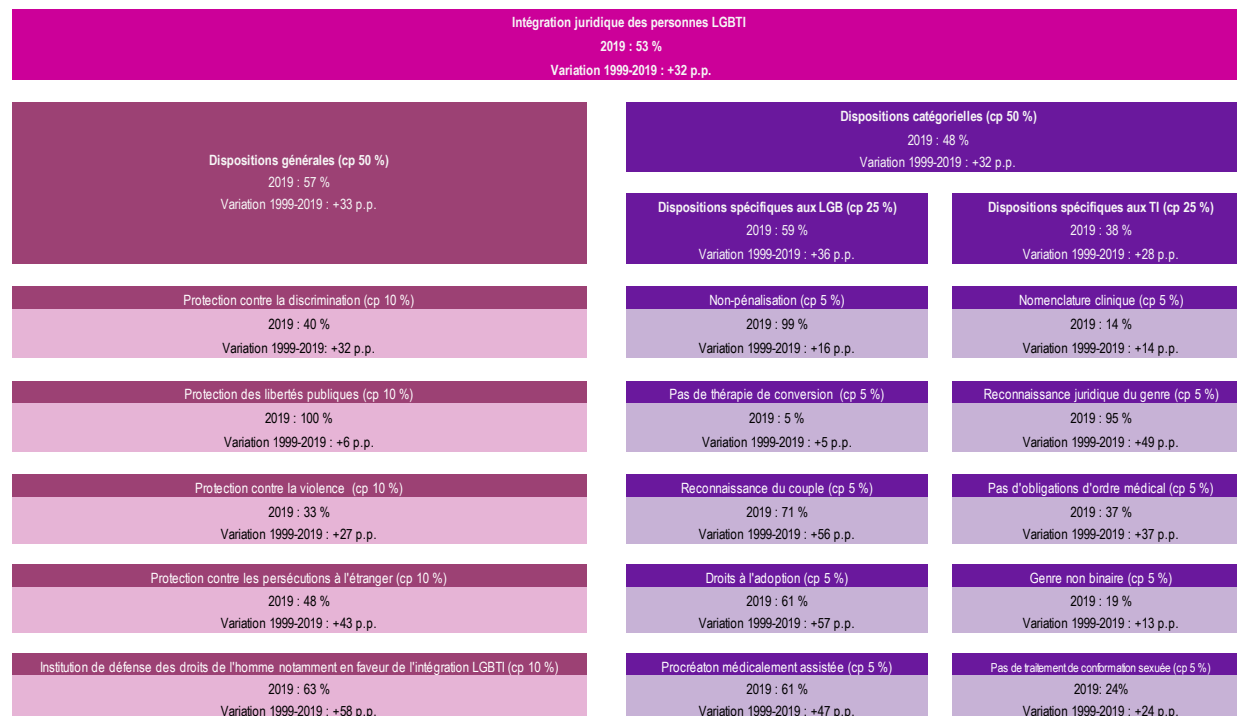 Intégration juridique des personnes LGBTI
2019 : 53 %
Variation 1999-2019 : +32 p.p.
Dispositions générales (cp 50 %)
2019 : 57 %
Variation 1999-2019 : +33 p.p.
Dispositions catégorielles (cp 50 %)
2019 : 48 %
Variation 1999-2019 : +32 p.p.
Dispositions spécifiques aux LGB (cp 25 %)
2019 : 59 %
Variation 1999-2019 : +36 p.p.
Dispositions spécifiques aux TI (cp 25 %)
2019 : 38 %
Variation 1999-2019 : +28 p.p.
Protection contre la discrimination (cp 10 %)
2019 : 40 %
Variation 1999-2019: +32 p.p.
Non-pénalisation (cp 5 %)
2019 : 99 %
Variation 1999-2019 : +16 p.p.
Nomenclature clinique (cp 5 %)
2019 : 14 %
Variation 1999-2019 : +14 p.p.
Protection des libertés publiques (cp 10 %)
2019 : 100 %
Variation 1999-2019 : +6 p.p.
Pas de thérapie de conversion (cp 5 %)
2019 : 5 %
Variation 1999-2019 : +5 p.p.
Reconnaissance juridique du genre (cp 5 %)
2019 : 95 %
Variation 1999-2019 : +49 p.p.
Protection contre la violence (cp 10 %)
2019 : 33 %
Variation 1999-2019 : +27 p.p.
Reconnaissance du couple (cp 5 %)
2019 : 71 %
Variation 1999-2019 : +56 p.p.
Pas d'obligations d'ordre médical (cp 5 %)
2019 : 37 %
Variation 1999-2019 : +37 p.p.
Protection contre les persécutions à l'étranger (cp 10 %)
2019 : 48 %
Variation 1999-2019 : +43 p.p.
Droits à l'adoption (cp 5 %)
2019 : 61 %
Variation 1999-2019 : +57 p.p.
Genre non binaire (cp 5 %)
2019 : 19 %
Variation 1999-2019 : +13 p.p.
Institution de défense des droits de l'homme notamment en faveur de l'intégration LGBTI (cp 10 %)
2019 : 63 %
Variation 1999-2019 : +58 p.p.
Procréaton médicalement assistée (cp 5 %)
2019 : 61 %
Variation 1999-2019 : +47 p.p.
Pas de traitement de conformation sexuée (cp 5 %)
2019: 24%
Variation 1999-2019 : +24 p.p.